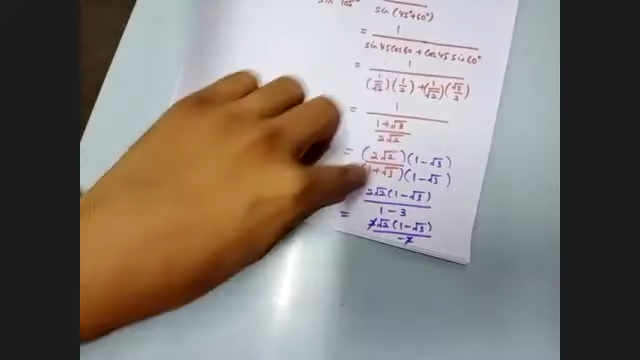 sin 105°
sin (45°+60°)
= 1
sin 45 cos 60 + cos 45 sin 60°
= 1
(1/√2) (1/2) + (1/√2) (√3/2)
= 1
1+√3
2√2
= (2√2) (1-√3)
(1+√3) (1-√3)
2√2 (1-√3)
1-3
= 2√2 (1-√3)
-2